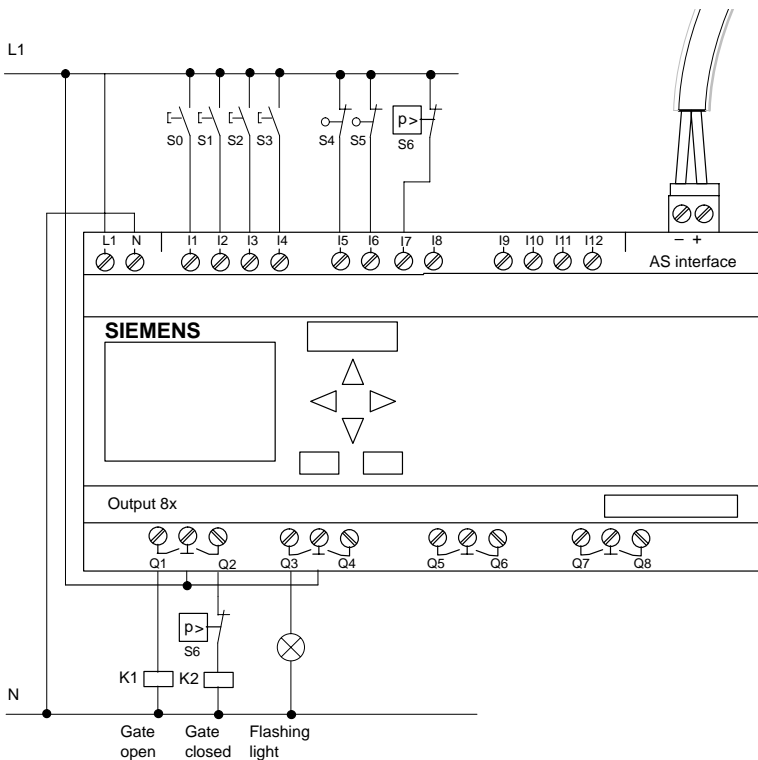 L1
p>
S0 S1 S2 S3 S4 S5 S6
L1 N I1 I2 I3 I4 I5 I6 I7 I8 I9 I10 I11 I12 – +
AS interface
SIEMENS
Output 8x
Q1 Q2 Q3 Q4 Q5 Q6 Q7 Q8
p>
S6
K1 K2
N
Gate Gate Flashing
open closed light